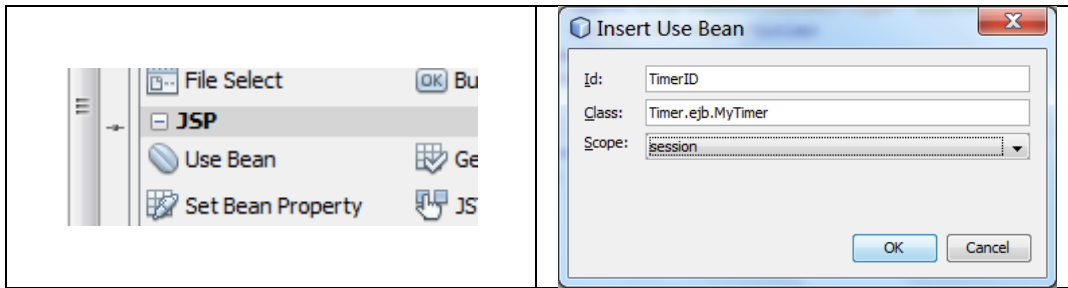 File Select
OK Bu
JSP
Use Bean
Ge
Set Bean Property
JS
Insert Use Bean
Id: TimerID
Class: Timer.ejb.MyTimer
Scope: session
OK
Cancel